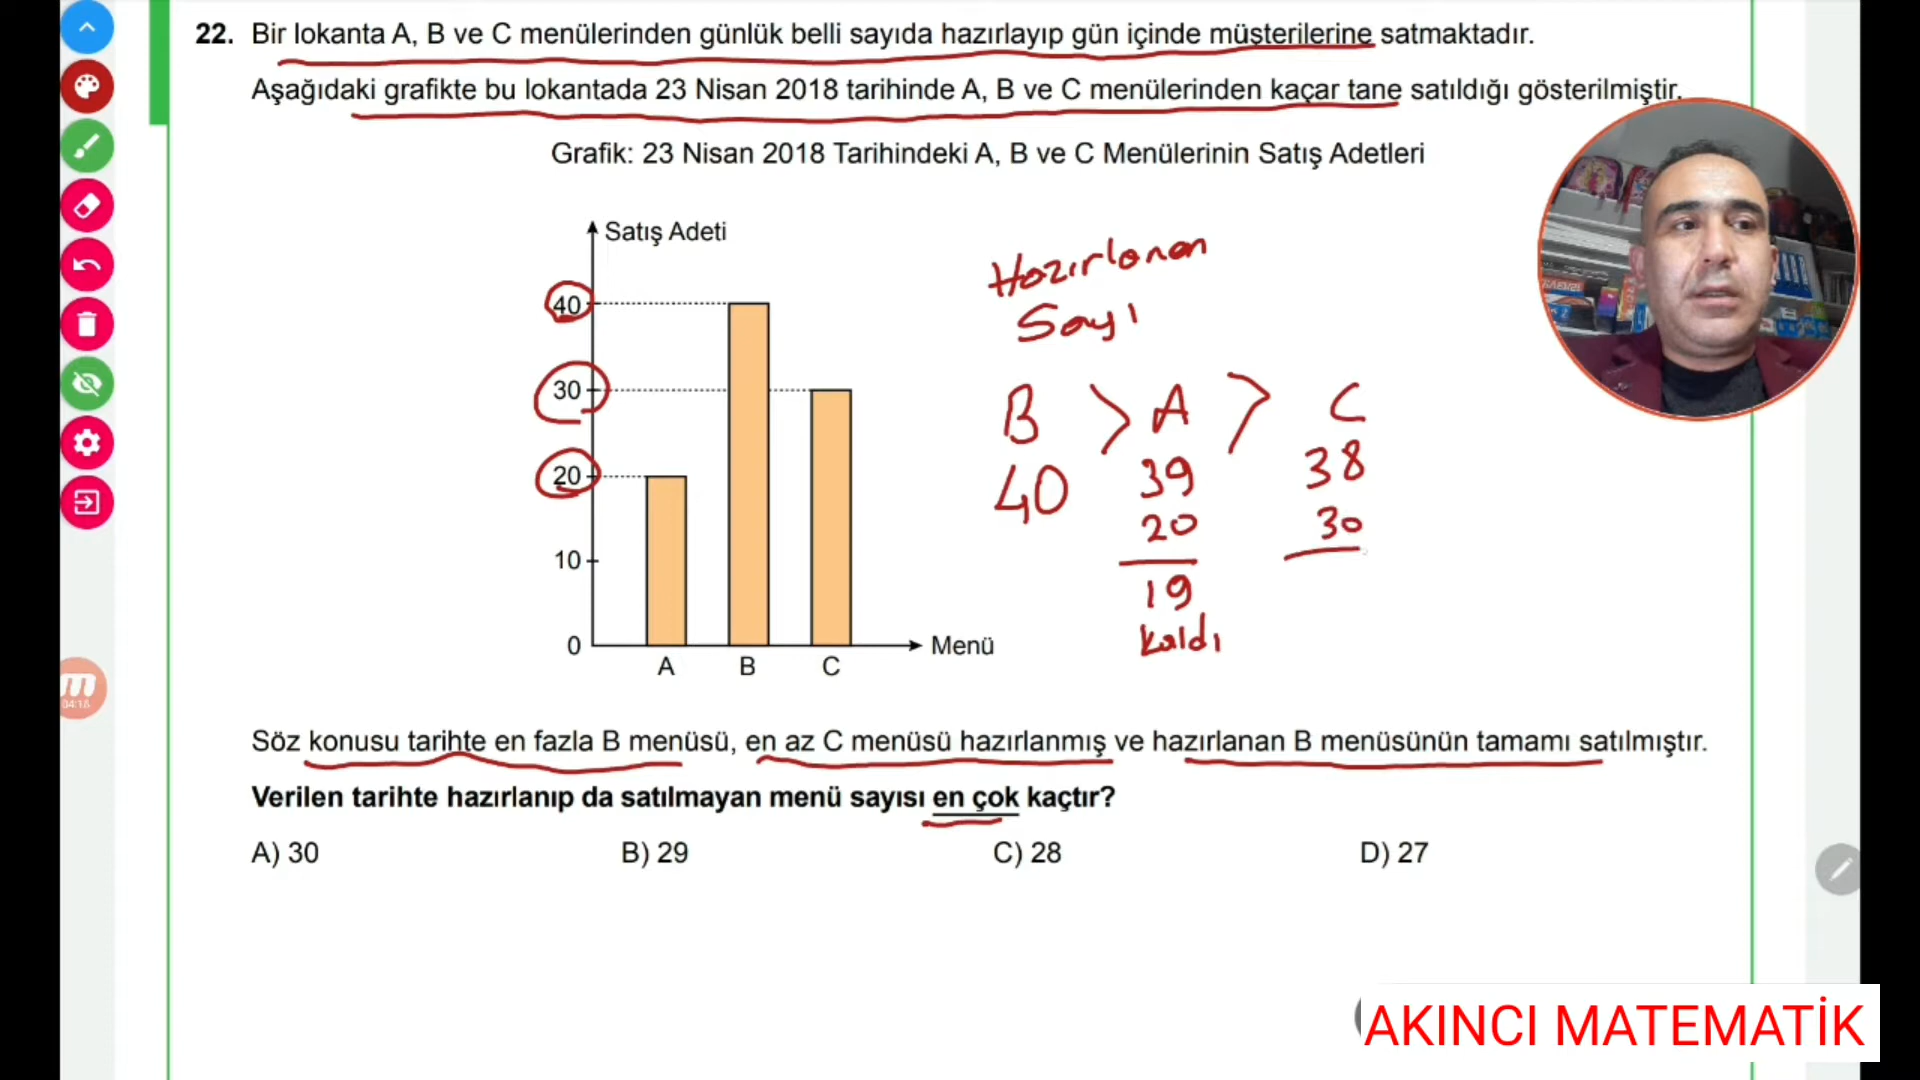 22. Bir lokanta A, B ve C menülerinden günlük belli sayıda hazırlayıp gün içinde müşterilerine satmaktadır.
Aşağıdaki grafikte bu lokantada 23 Nisan 2018 tarihinde A, B ve C menülerinden kaçar tane satıldığı gösterilmiştir.
Grafik: 23 Nisan 2018 Tarihindeki A, B ve C Menülerinin Satış Adetleri
Satış Adeti
40
30
20
10
0
A B C
Menü
Hazırlanan
Sayı
B > A > C
40 39 38
20 30
19
kaldı
Söz konusu tarihte en fazla B menüsü, en az C menüsü hazırlanmış ve hazırlanan B menüsünün tamamı satılmıştır.
Verilen tarihte hazırlanıp da satılmayan menü sayısı en çok kaçtır?
A) 30 B) 29 C) 28 D) 27
m
04:18
AKINCI MATEMATİK